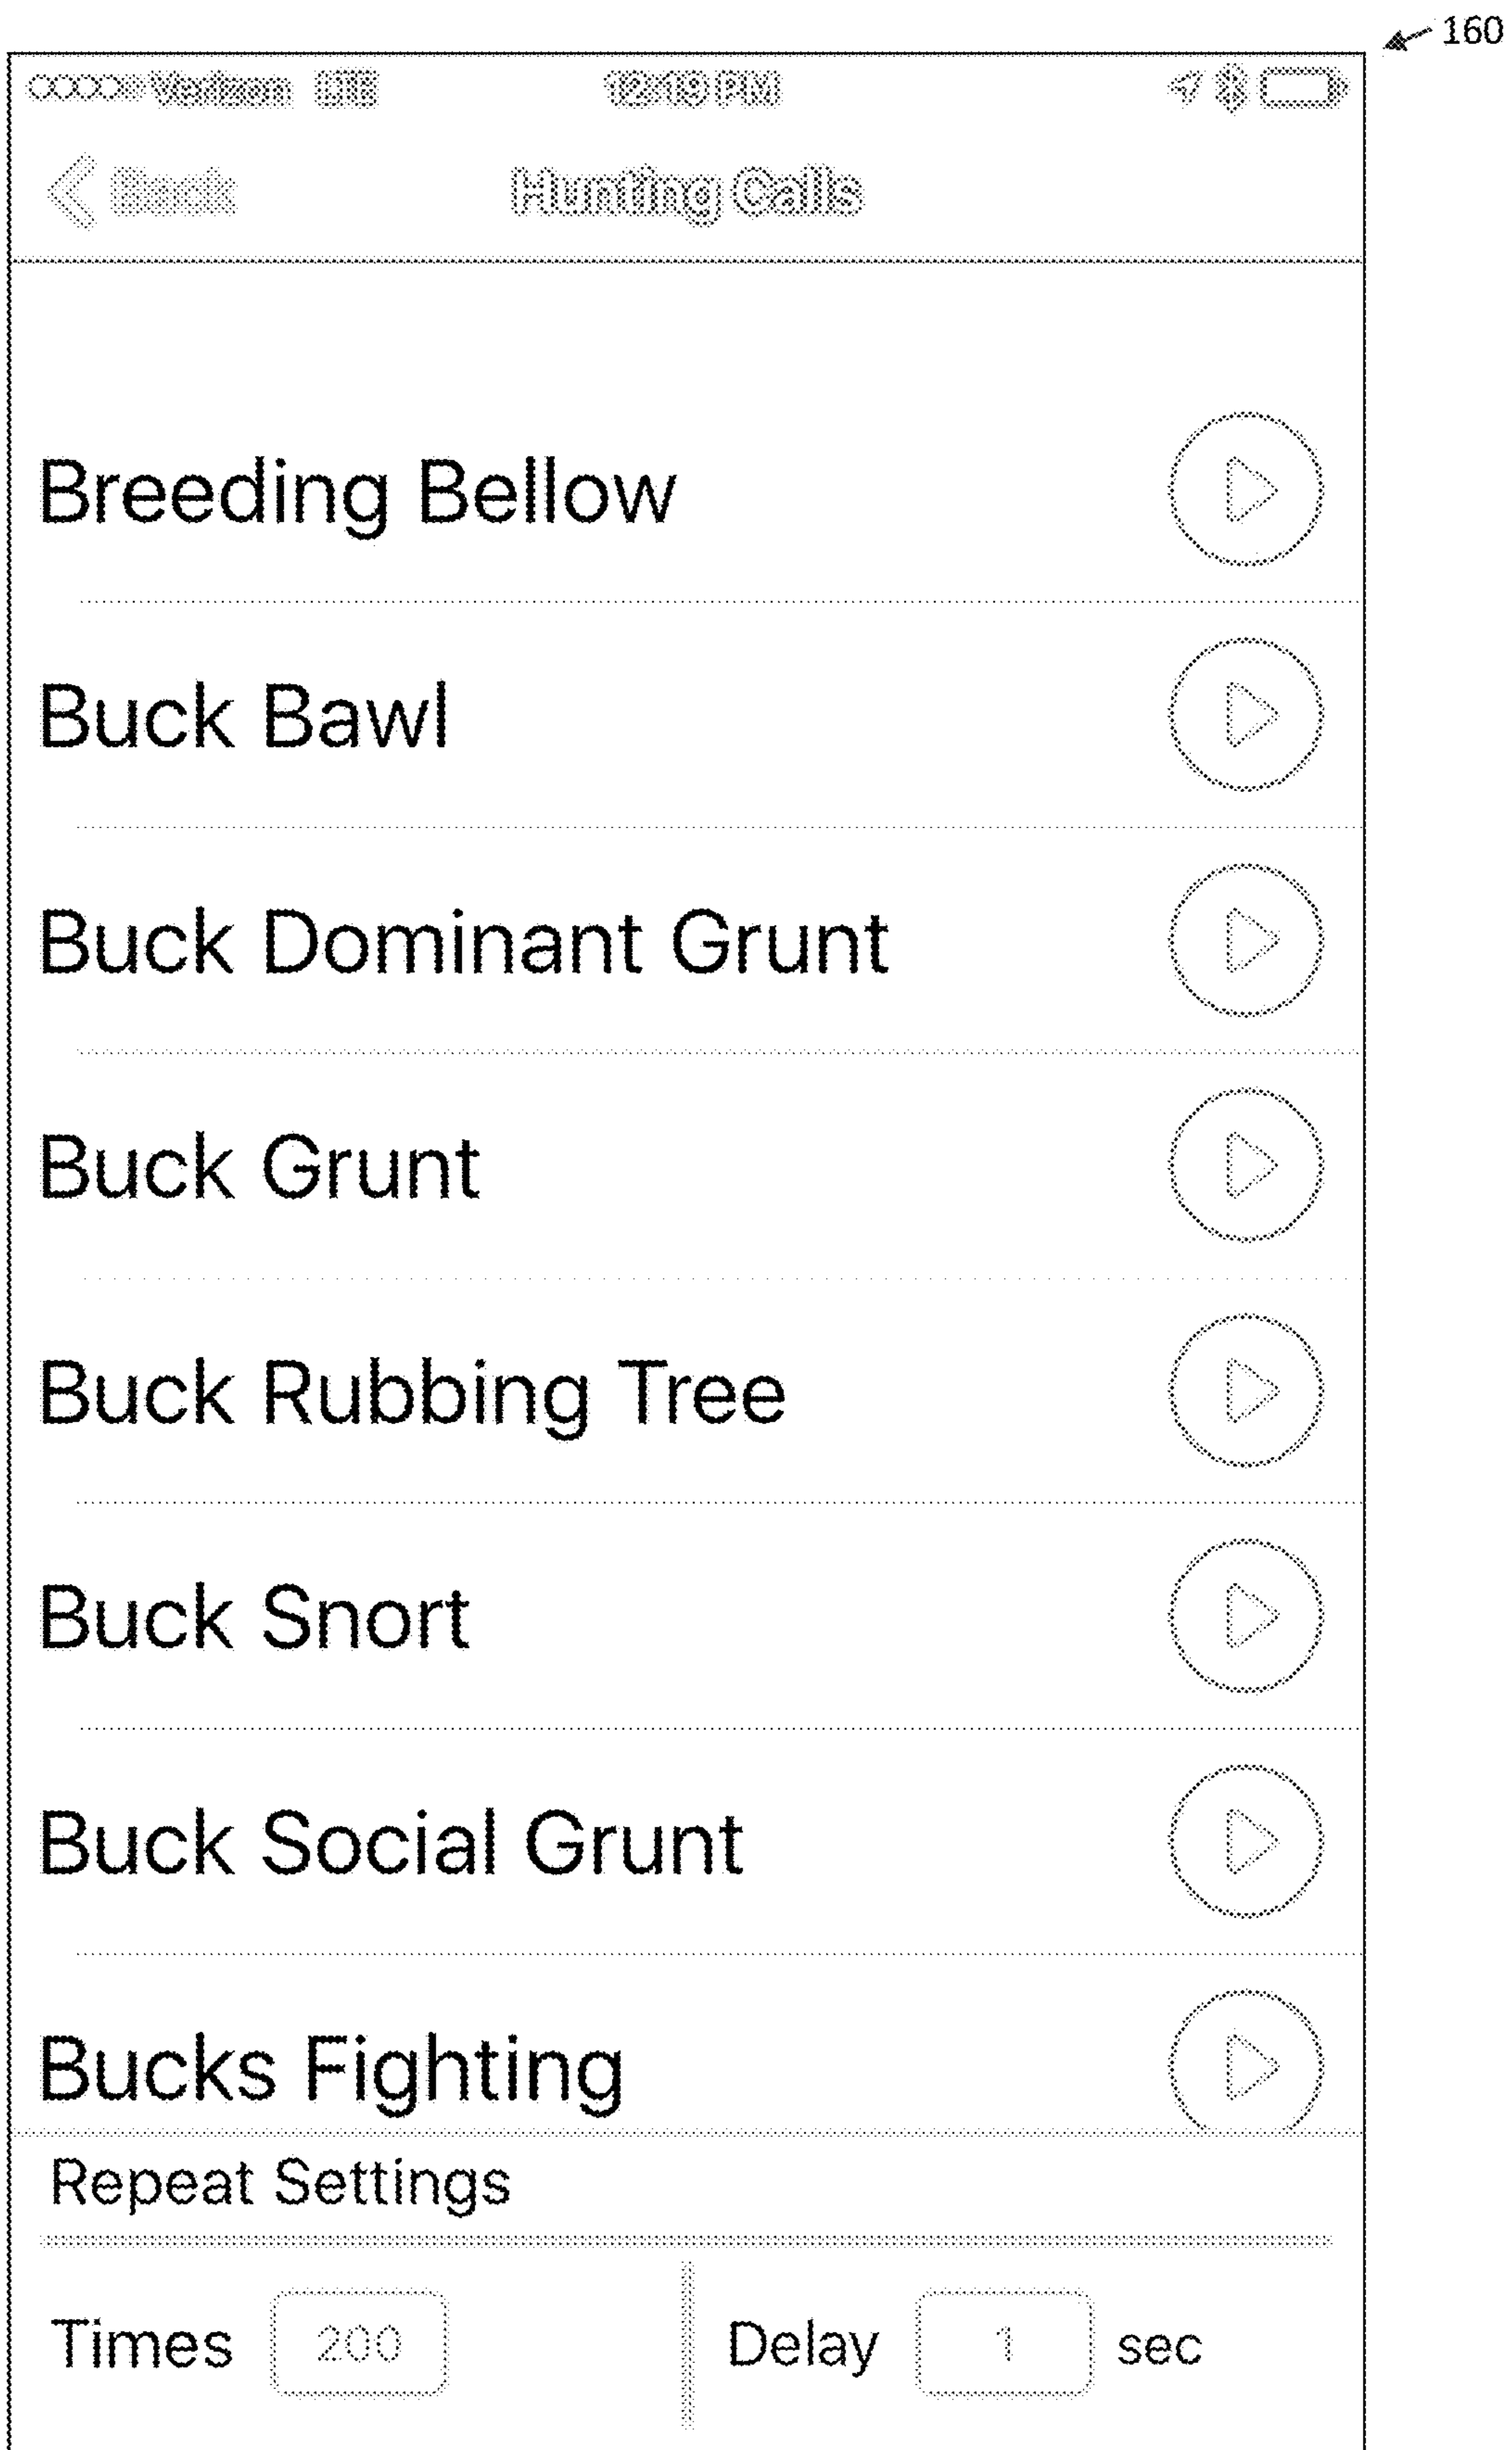 160
Verizon LTE 12:19 PM
Back Hunting Calls
Breeding Bellow
Buck Bawl
Buck Dominant Grunt
Buck Grunt
Buck Rubbing Tree
Buck Snort
Buck Social Grunt
Bucks Fighting
Repeat Settings
Times 200 Delay 1 sec